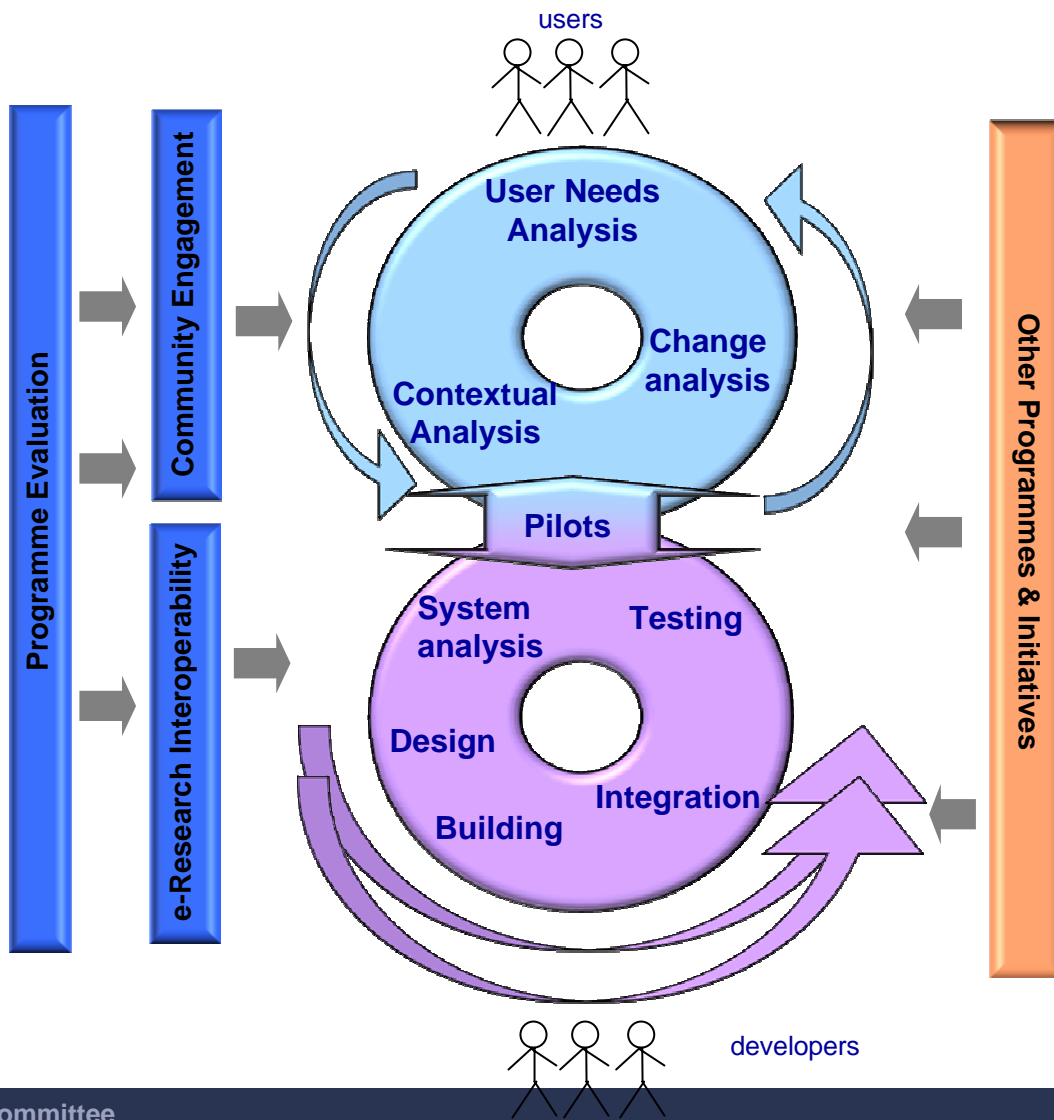 users
Programme Evaluation
Community Engagement
e-Research Interoperability
User Needs
Analysis
Change
analysis
Contextual
Analysis
Pilots
System
analysis
Testing
Design
Integration
Building
Other Programmes & Initiatives
developers